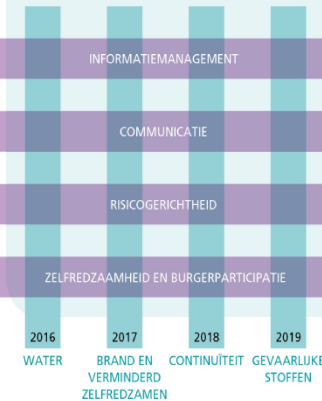 INFORMATIEMANAGEMENT
COMMUNICATIE
RISICOGERICHTHEID
ZELFREDZAAMHEID EN BURGERPARTICIPATIE
2016 2017 2018 2019
WATER BRAND EN CONTINUÏTEIT GEVAARLIJKE
VERMINDERD STOFFEN
ZELFREDZAMEN